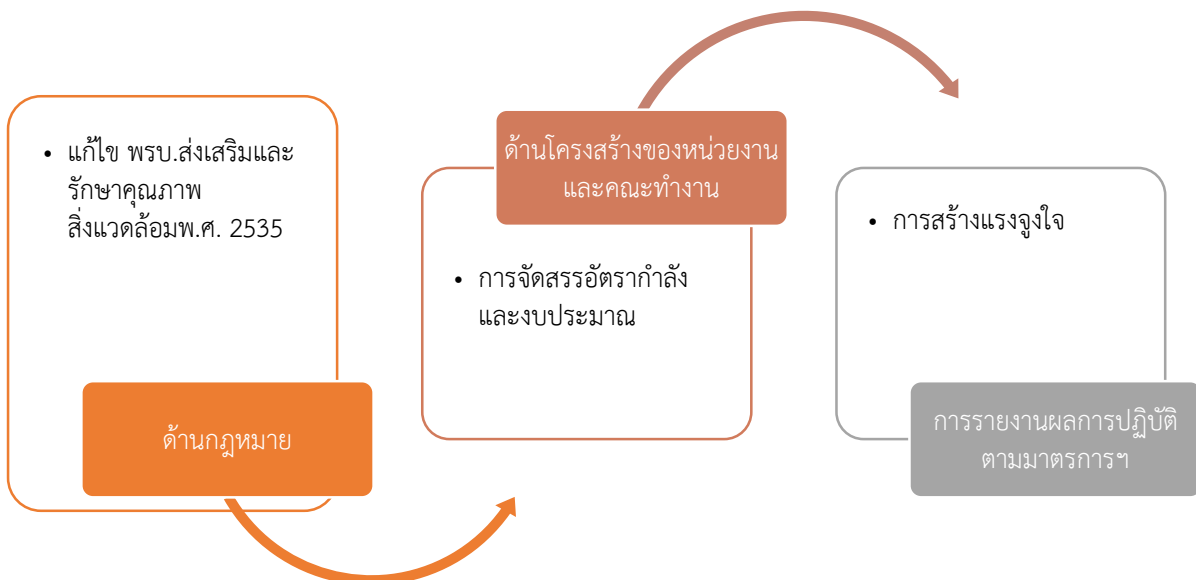 • แก้ไข พรบ.ส่งเสริมและ
รักษาคุณภาพ
สิ่งแวดล้อมพ.ศ. 2535
ด้านกฎหมาย
ด้านโครงสร้างของหน่วยงาน
และคณะทำงาน
• การจัดสรรอัตรากำลัง
และงบประมาณ
• การสร้างแรงจูงใจ
การรายงานผลการปฏิบัติ
ตามมาตรการฯ